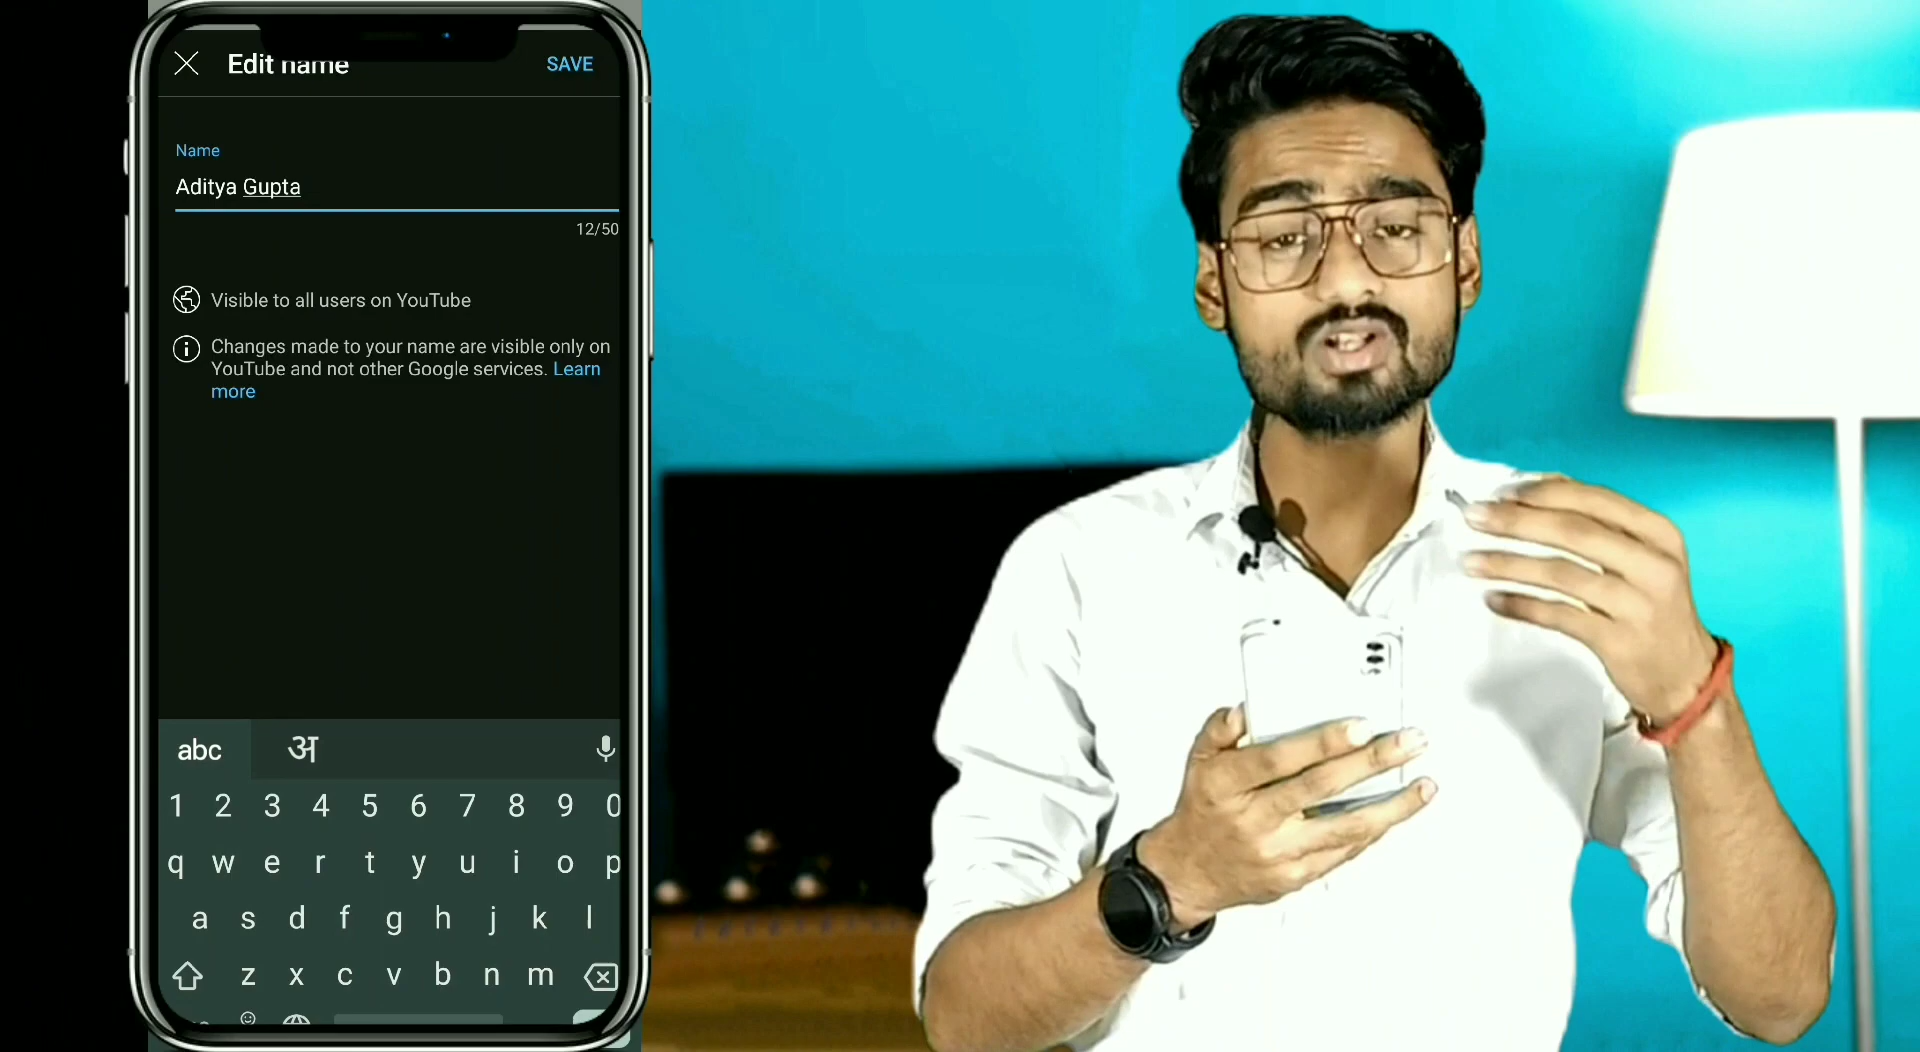 Edit name
SAVE
Name
Aditya Gupta
12/50
Visible to all users on YouTube
Changes made to your name are visible only on
YouTube and not other Google services. Learn
more
abc अ
1 2 3 4 5 6 7 8 9 0
q w e r t y u i o p
a s d f g h j k l
z x c v b n m